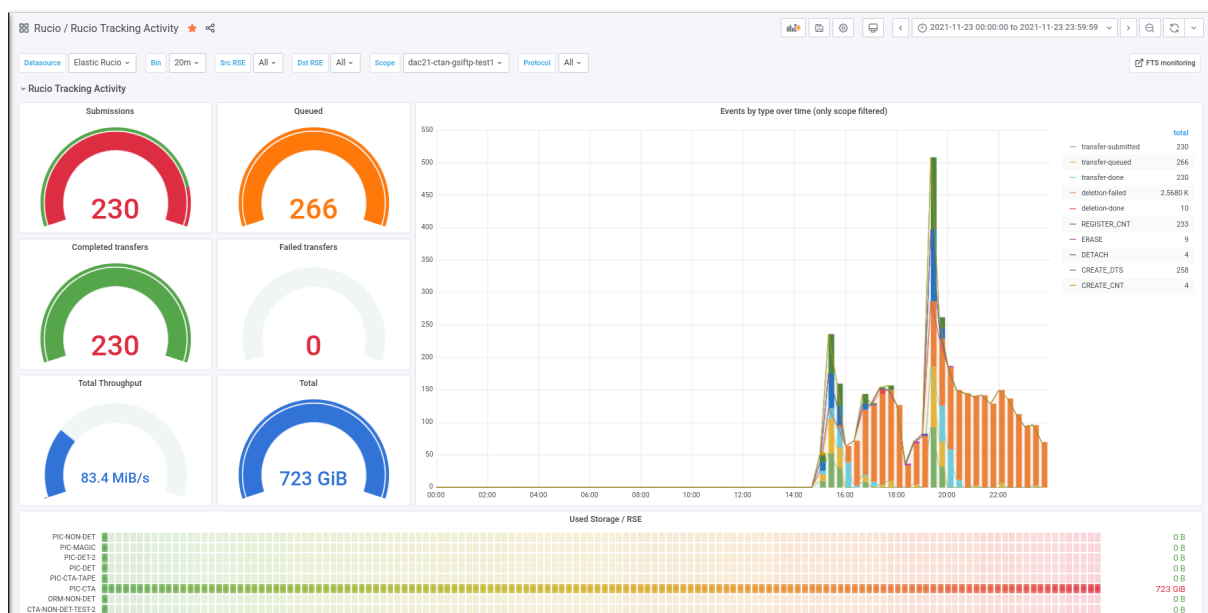 Rucio / Rucio Tracking Activity
2021-11-23 00:00:00 to 2021-11-23 23:59:59
Datasource Elastic Rucio Bin 20m Src RSE All Dst RSE All Scope dac21-ctan-gsiftp-test1 Protocol All FTS monitoring
Rucio Tracking Activity
Submissions
230
Queued
266
Completed transfers
230
Failed transfers
0
Total Throughput
83.4 MiB/s
Total
723 GiB
Events by type over time (only scope filtered)
550
500
450
400
350
300
250
200
150
100
50
0
00:00 02:00 04:00 06:00 08:00 10:00 12:00 14:00 16:00 18:00 20:00 22:00
total
transfer-submitted 230
transfer-queued 266
transfer-done 230
deletion-failed 2.5680 K
deletion-done 10
REGISTER_CNT 233
ERASE 9
DETACH 4
CREATE_DTS 258
CREATE_CNT 4
Used Storage / RSE
PIC-NON-DET 0 B
PIC-MAGIC 0 B
PIC-DET-2 0 B
PIC-DET 0 B
PIC-CTA-TAPE 0 B
PIC-CTA 723 GiB
ORM-NON-DET 0 B
CTA-NON-DET-TEST-2 0 B